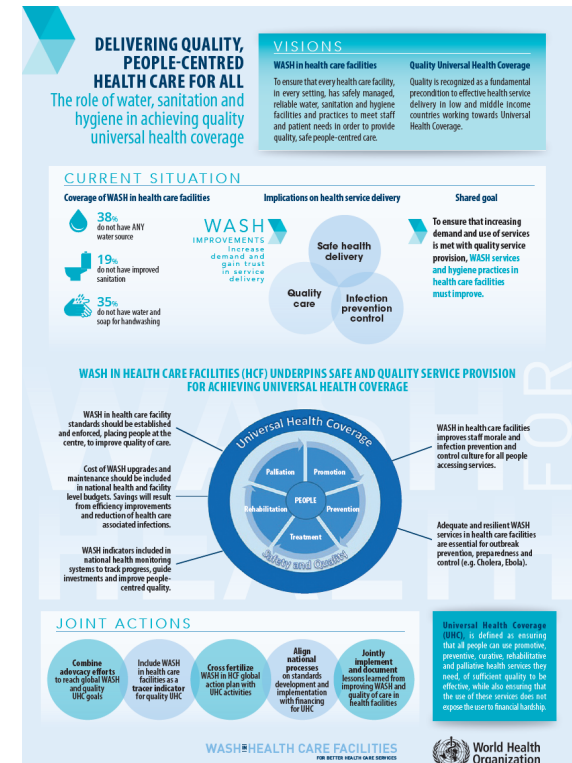 DELIVERING QUALITY,
PEOPLE-CENTRED
HEALTH CARE FOR ALL
The role of water, sanitation and
hygiene in achieving quality
universal health coverage
VISIONS
WASH in health care facilities
To ensure that every health care facility,
in every setting, has safely managed,
reliable water, sanitation and hygiene
facilities and practices to meet staff
and patient needs in order to provide
quality, safe people-centred care.
Quality Universal Health Coverage
Quality is recognized as a fundamental
precondition to effective health service
delivery in low and middle income
countries working towards Universal
Health Coverage.
CURRENT SITUATION
Coverage of WASH in health care facilities
38%
do not have ANY
water source
19%
do not have improved
sanitation
35%
do not have water and
soap for handwashing
Implications on health service delivery
WASH
IMPROVEMENTS
Increase
demand and
gain trust
in service
delivery
Safe health
delivery
Quality
care
Infection
prevention
control
Shared goal
To ensure that increasing
demand and use of services
is met with quality service
provision, WASH services
and hygiene practices in
health care facilities
must improve.
WASH IN HEALTH CARE FACILITIES (HCF) UNDERPINS SAFE AND QUALITY SERVICE PROVISION
FOR ACHIEVING UNIVERSAL HEALTH COVERAGE
WASH in health care facility
standards should be established
and enforced, placing people at the
centre, to improve quality of care.
Cost of WASH upgrades and
maintenance should be included
in national health and facility
level budgets. Savings will result
from efficiency improvements
and reduction of health care
associated infections.
WASH indicators included in
national health monitoring
systems to track progress, guide
investments and improve people-
centred quality.
Universal Health Coverage
Palliation
Promotion
PEOPLE
Rehabilitation
Prevention
Treatment
Safety and Quality
WASH in health care facilities
improves staff morale and
infection prevention and
control culture for all people
accessing services.
Adequate and resilient WASH
services in health care facilities
are essential for outbreak
prevention, preparedness and
control (e.g. Cholera, Ebola).
WASH
FOR
HEALTH
JOINT ACTIONS
Combine
advocacy efforts
to reach global WASH
and quality
UHC goals
Include WASH
in health care
facilities as a
tracer indicator
for quality UHC
Cross fertilize
WASH in HCF global
action plan with
UHC activities
Align
national
processes
on standards
development and
implementation
with financing
for UHC
Jointly
implement
and document
lessons learned from
improving WASH and
quality of care in
health facilities
Universal Health Coverage
(UHC), is defined as ensuring
that all people can use promotive,
preventive, curative, rehabilitative
and palliative health services they
need, of sufficient quality to be
effective, while also ensuring that
the use of these services does not
expose the user to financial hardship.
WASH IN HEALTH CARE FACILITIES
FOR BETTER HEALTH CARE SERVICES
World Health
Organization